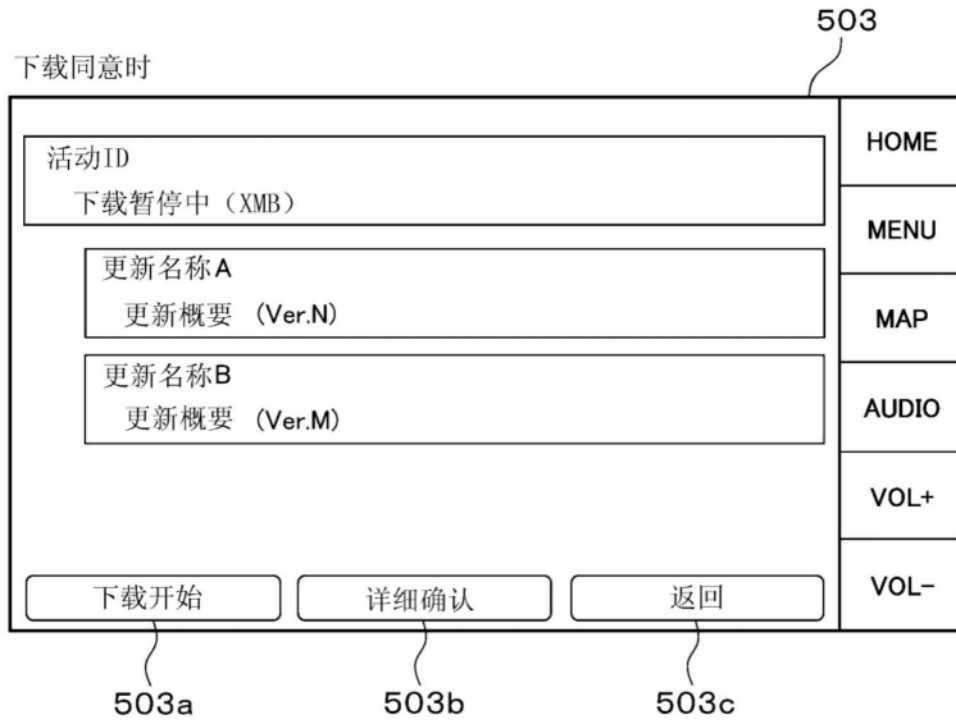 503
下载同意时
活动ID
下载暂停中（XMB）
更新名称A
更新概要 (Ver.N)
更新名称B
更新概要 (Ver.M)
下载开始
详细确认
返回
HOME
MENU
MAP
AUDIO
VOL+
VOL-
503a
503b
503c